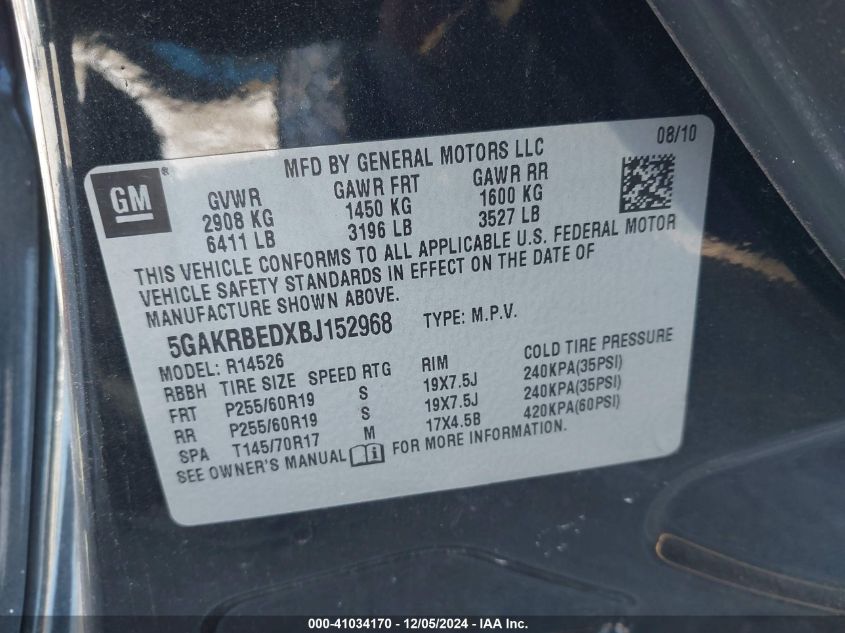 MFD BY GENERAL MOTORS LLC 08/10
GM ®
GVWR GAWR FRT GAWR RR
2908 KG 1450 KG 1600 KG
6411 LB 3196 LB 3527 LB
THIS VEHICLE CONFORMS TO ALL APPLICABLE U.S. FEDERAL MOTOR
VEHICLE SAFETY STANDARDS IN EFFECT ON THE DATE OF
MANUFACTURE SHOWN ABOVE.
5GAKRBEDXBJ152968 TYPE: M.P.V.
MODEL: R14526
RBBH TIRE SIZE SPEED RTG RIM COLD TIRE PRESSURE
FRT P255/60R19 S 19X7.5J 240KPA(35PSI)
RR P255/60R19 S 19X7.5J 240KPA(35PSI)
SPA T145/70R17 M 17X4.5B 420KPA(60PSI)
SEE OWNER'S MANUAL i FOR MORE INFORMATION.
000-41034170 - 12/05/2024 - IAA Inc.